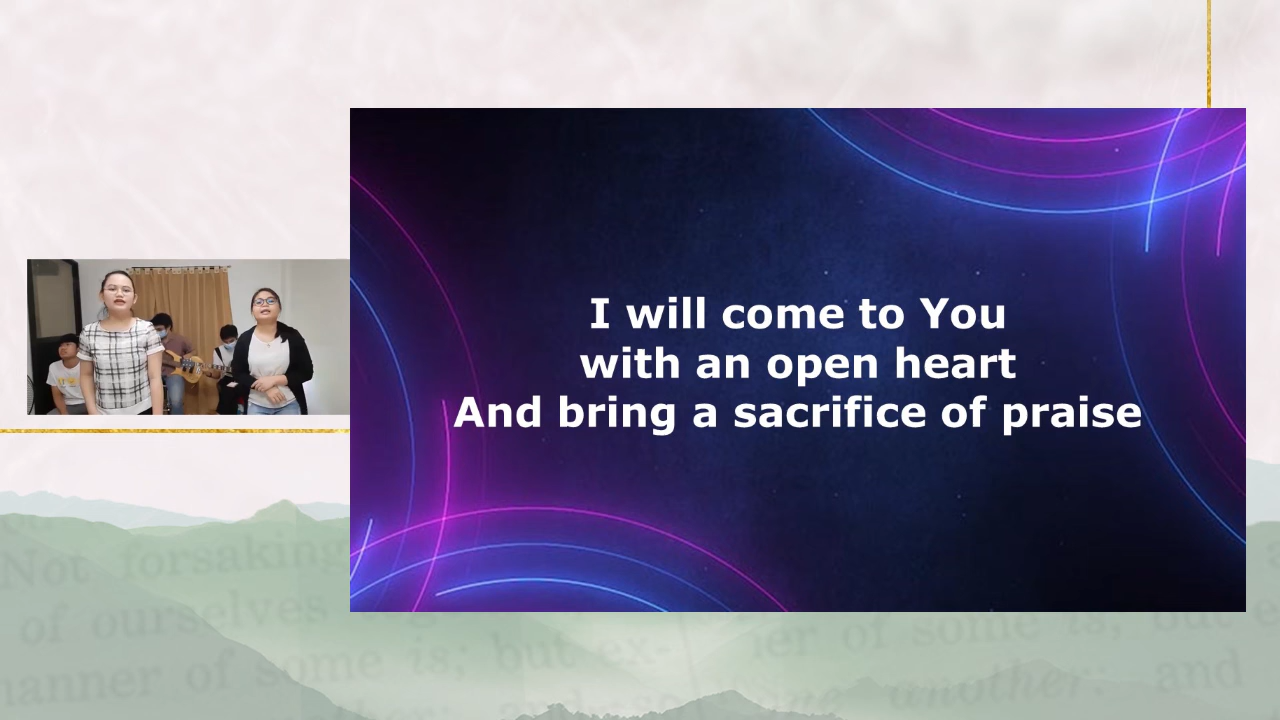 I will come to You
with an open heart
And bring a sacrifice of praise
Not forsaking
of ourselves
manner of some is; but ex-
ner of some is, but e
another: and